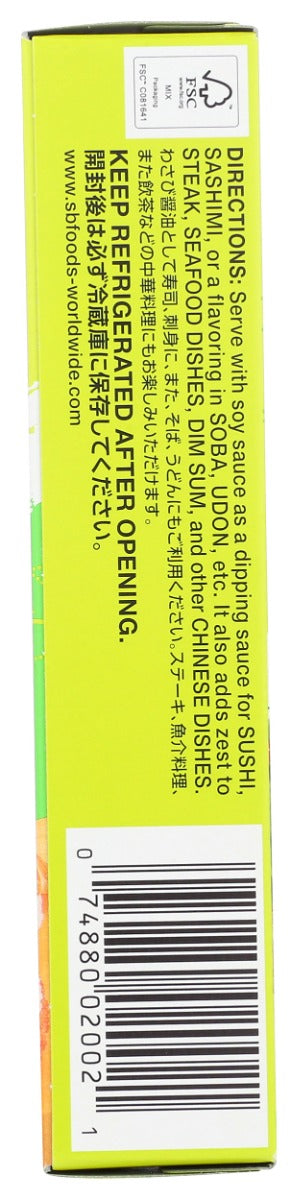 FSC
www.fsc.org
MIX
Packaging
FSC™ C081641
DIRECTIONS: Serve with soy sauce as a dipping sauce for SUSHI,
SASHIMI, or a flavoring in SOBA, UDON, etc. It also adds zest to
STEAK, SEAFOOD DISHES, DIM SUM, and other CHINESE DISHES.
わさび醤油として寿司、刺身に、また、そば、うどんにもご利用ください。ステーキ、魚介料理、
また飲茶などの中華料理にもお楽しみいただけます。
KEEP REFRIGERATED AFTER OPENING.
開封後は必ず冷蔵庫に保存してください。
www.sbfoods-worldwide.com
0 74880 02002 1